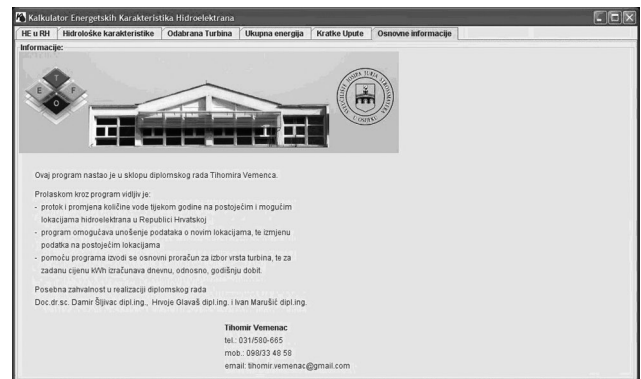 Kalkulator Energetskih Karakteristika Hidroelektrana
HE u RH Hidrološke karakteristike Odabrana Turbina Ukupna energija Kratke Upute Osnovne informacije
Informacije:
E T F O
SVEUČILIŠTE JOSIPA JURJA STROSSMAYERA U OSIJEKU
Ovaj program nastao je u sklopu diplomskog rada Tihomira Vemenca.
Prolaskom kroz program vidljiv je:
- protok i promjena količine vode tijekom godine na postojećim i mogućim
lokacijama hidroelektrana u Republici Hrvatskoj
- program omogućava unošenje podataka o novim lokacijama, te izmjenu
podatka na postojećim lokacijama
- pomoću programa izvodi se osnovni proračun za izbor vrsta turbina, te za
zadanu cijenu kWh izračunava dnevnu, odnosno, godišnju dobit.
Posebna zahvalnost u realizaciji diplomskog rada
Doc.dr.sc. Damir Šljivac dipl.ing., Hrvoje Glavaš dipl.ing. i Ivan Marušić dipl.ing.
Tihomir Vemenac
tel.: 031/580-665
mob.: 098/33 48 58
email: tihomir.vemenac@gmail.com